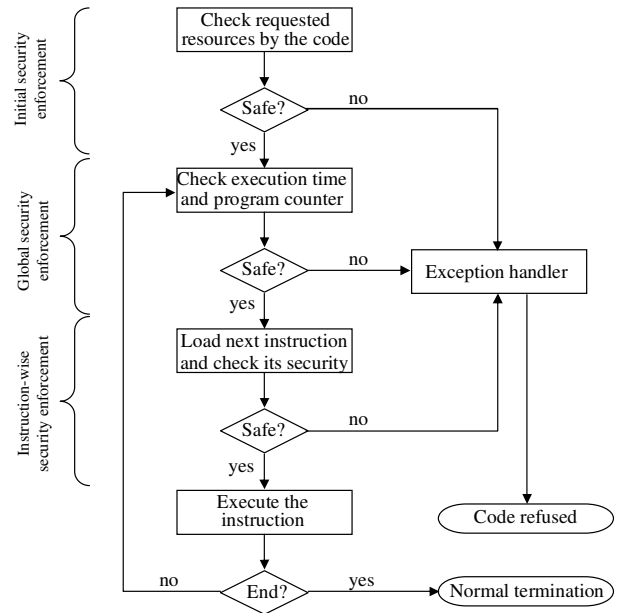 Check requested
resources by the code
Initial security
enforcement
Safe?
no
yes
Check execution time
and program counter
Global security
enforcement
Safe?
no
Exception handler
yes
Load next instruction
and check its security
Instruction-wise
security enforcement
Safe?
no
yes
Execute the
instruction
Code refused
no
End?
yes
Normal termination